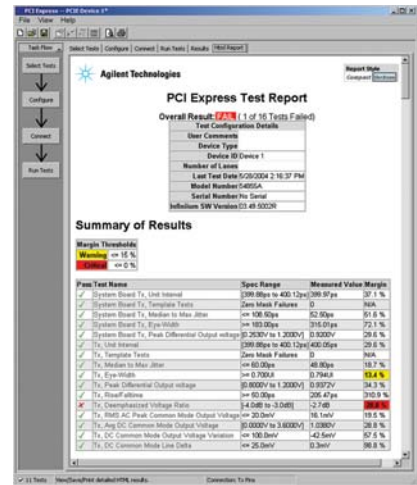 PCI Express -- PCIE Device 1*
File View Help
Task Flow
Select Tests | Configure | Connect | Run Tests | Results | Html Report
Select Tests
Configure
Connect
Run Tests
Agilent Technologies
Report Style
Compact
PCI Express Test Report
Overall Result: FAIL ( 1 of 16 Tests Failed)
Test Configuration Details
User Comments
Device Type
Device ID Device 1
Number of Lanes
Last Test Date 5/28/2004 2:16:37 PM
Model Number 54855A
Serial Number No Serial
Infiniium SW Version 03.49.5002R
Summary of Results
Margin Thresholds
Warning <= 15 %
Critical <= 0 %
Pass Test Name Spec Range Measured Value Margin
System Board Tx, Unit Interval [399.88ps to 400.12ps] 399.97ps 37.1 %
System Board Tx, Template Tests Zero Mask Failures 0 N/A
System Board Tx, Median to Max Jitter <= 108.50ps 52.50ps 51.6 %
System Board Tx, Eye-Width >= 183.00ps 315.01ps 72.1 %
System Board Tx, Peak Differential Output voltage [0.2530V to 1.2000V] 0.9200V 29.6 %
Tx, Unit Interval [399.88ps to 400.12ps] 400.05ps 29.6 %
Tx, Template Tests Zero Mask Failures 0 N/A
Tx, Median to Max Jitter <= 60.00ps 48.80ps 18.7 %
Tx, Eye-Width >= 0.700UI 0.794UI 13.4 %
Tx, Peak Differential Output voltage [0.8000V to 1.2000V] 0.9372V 34.3 %
Tx, Rise/Falltime >= 50.00ps 205.47ps 310.9 %
Tx, Deemphasized Voltage Ratio [-4.0dB to -3.0dB] -2.7dB
Tx, RMS AC Peak Common Mode Output Voltage <= 20.0mV 16.1mV 19.5 %
Tx, Avg DC Common Mode Output Voltage [0.0000V to 3.6000V] 1.0380V 28.8 %
Tx, DC Common Mode Output Voltage Variation <= 100.0mV -42.5mV 57.5 %
Tx, DC Common Mode Line Delta <= 25.0mV 0.3mV 98.8 %
11 Tests View/Save/Print detailed HTML results. Connection: Tx Pins